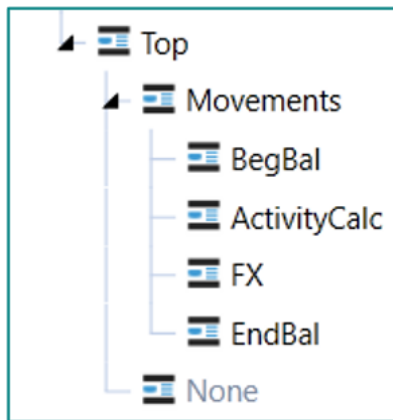 Top
Movements
BegBal
ActivityCalc
FX
EndBal
None